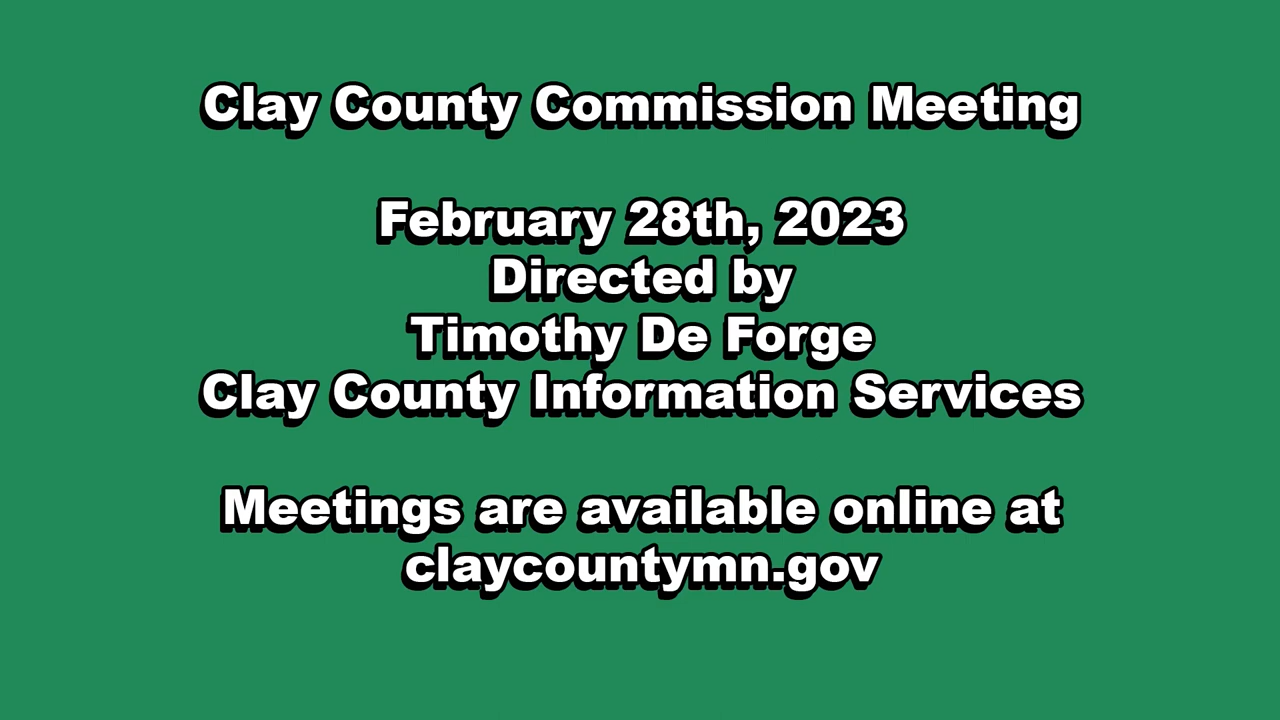 Clay County Commission Meeting
February 28th, 2023
Directed by
Timothy De Forge
Clay County Information Services
Meetings are available online at
claycountymn.gov